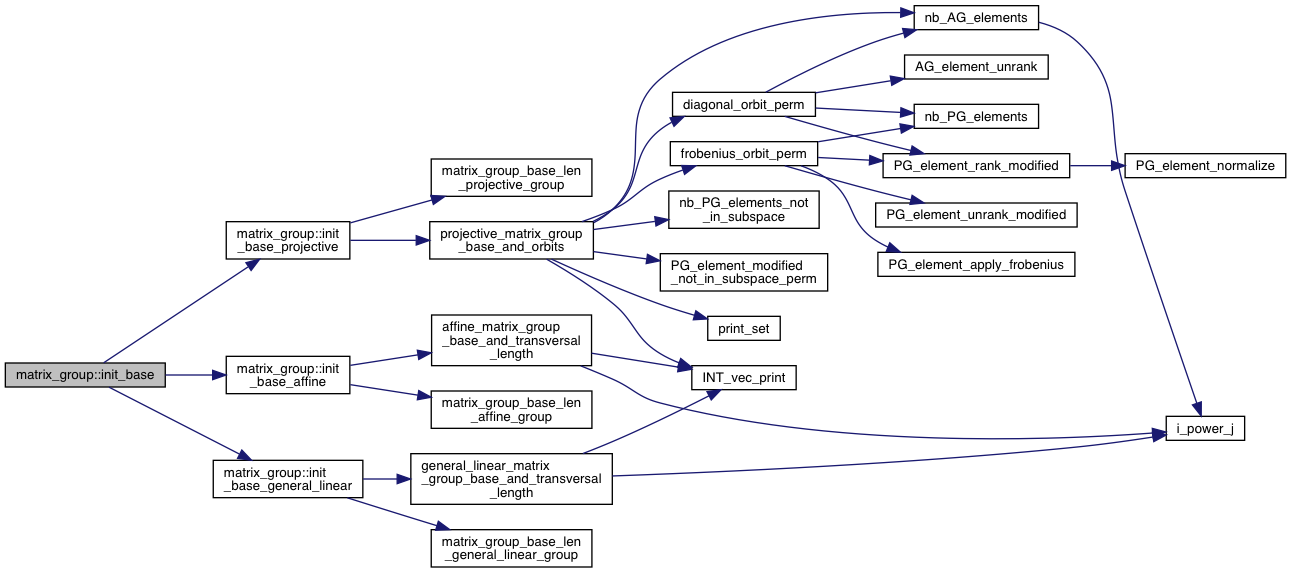 matrix_group::init_base
matrix_group::init
_base_projective
matrix_group::init
_base_affine
matrix_group::init
_base_general_linear
matrix_group_base_len
_projective_group
projective_matrix_group
_base_and_orbits
affine_matrix_group
_base_and_transversal
_length
matrix_group_base_len
_affine_group
general_linear_matrix
_group_base_and_transversal
_length
matrix_group_base_len
_general_linear_group
diagonal_orbit_perm
frobenius_orbit_perm
nb_PG_elements_not
_in_subspace
PG_element_modified
_not_in_subspace_perm
print_set
INT_vec_print
nb_AG_elements
AG_element_unrank
nb_PG_elements
PG_element_rank_modified
PG_element_unrank_modified
PG_element_apply_frobenius
PG_element_normalize
i_power_j